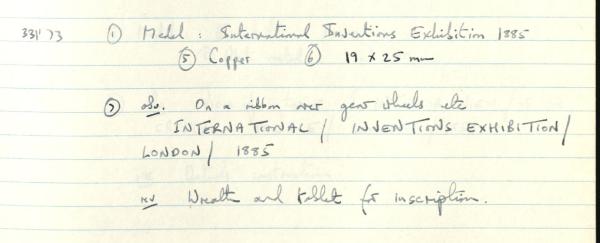 331'73 ① Medal : International Inventions Exhibition 1885
⑤ Copper ⑥ 19 x 25 mm
⑦ obv. On a ribbon over gear wheels etc
INTERNATIONAL / INVENTIONS EXHIBITION /
LONDON / 1885
rev Wreath and tablet for inscription.